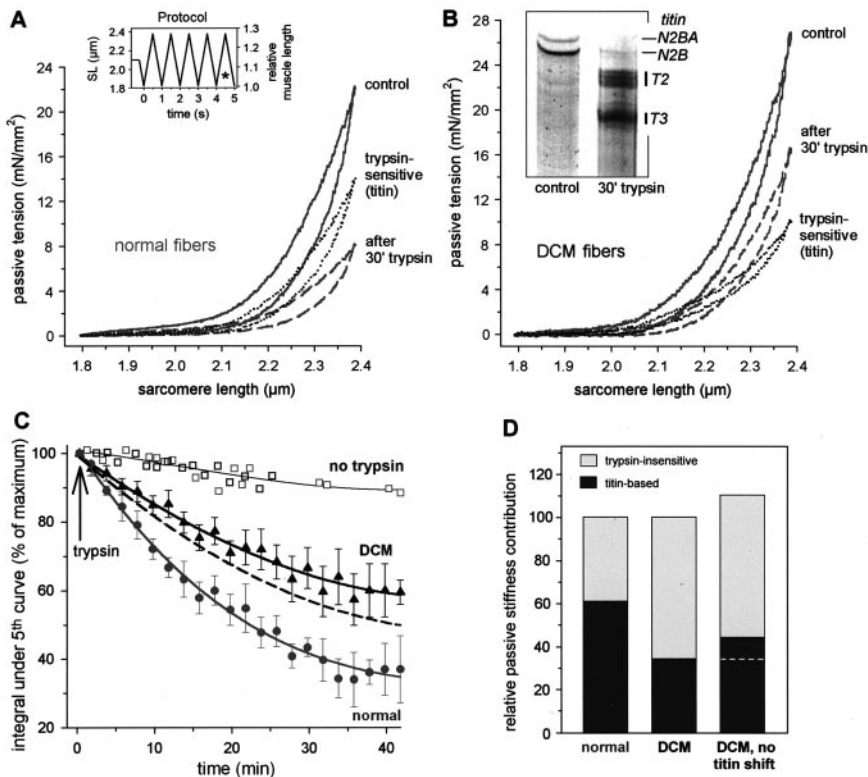 A
Protocol
SL (µm)
2.4
2.2
2.0
1.8
1.3
1.2
1.1
1.0
relative
muscle length
*
0 1 2 3 4 5
time (s)
passive tension (mN/mm²)
24
20
16
12
8
4
0
control
trypsin-
sensitive
(titin)
after
30' trypsin
normal fibers
1.8 1.9 2.0 2.1 2.2 2.3 2.4
sarcomere length (µm)
B
titin
N2BA
N2B
T2
T3
control 30' trypsin
passive tension (mN/mm²)
28
24
20
16
12
8
4
0
control
after
30' trypsin
trypsin-
sensitive
(titin)
DCM fibers
1.8 1.9 2.0 2.1 2.2 2.3 2.4
sarcomere length (µm)
C
integral under 5th curve (% of maximum)
100
80
60
40
20
no trypsin
trypsin
DCM
normal
0 10 20 30 40
time (min)
D
relative passive stiffness contribution
120
100
80
60
40
20
0
trypsin-insensitive
titin-based
normal DCM DCM, no
titin shift